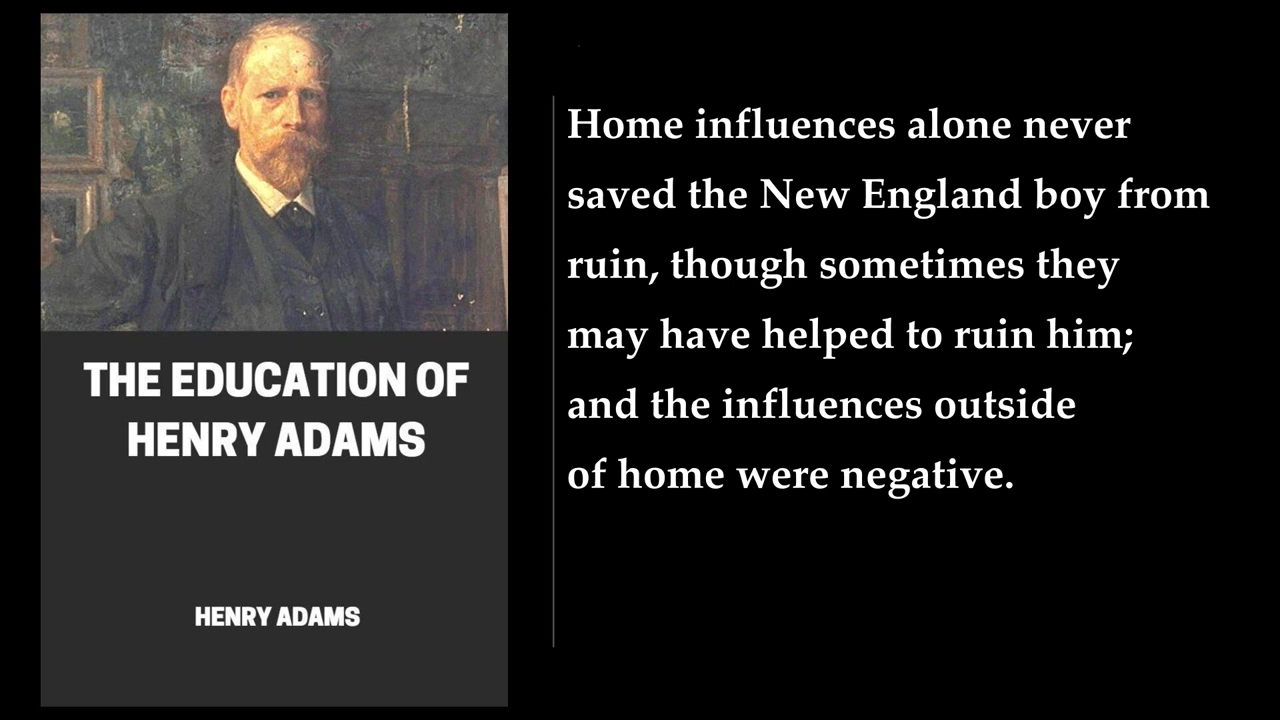 THE EDUCATION OF
HENRY ADAMS
HENRY ADAMS
Home influences alone never
saved the New England boy from
ruin, though sometimes they
may have helped to ruin him;
and the influences outside
of home were negative.